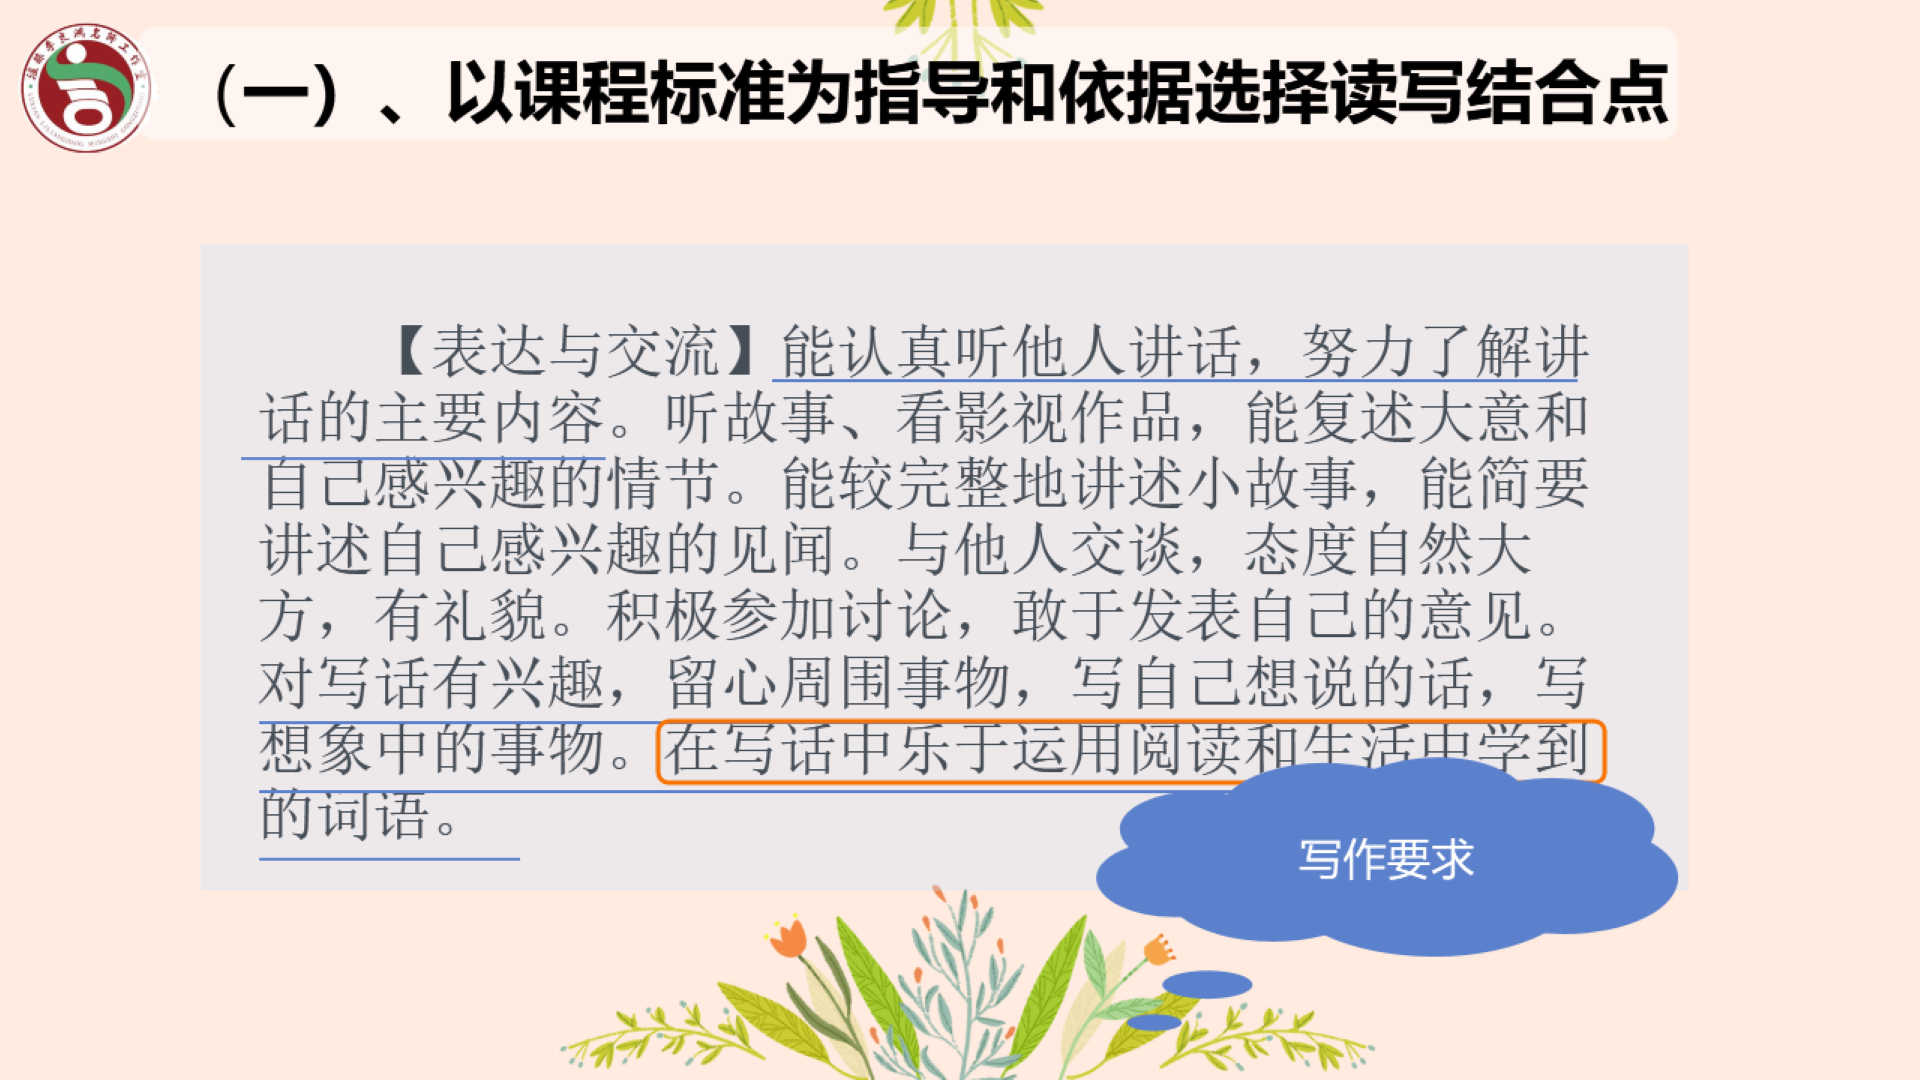 （一）、以课程标准为指导和依据选择读写结合点
【表达与交流】能认真听他人讲话，努力了解讲
话的主要内容。听故事、看影视作品，能复述大意和
自己感兴趣的情节。能较完整地讲述小故事，能简要
讲述自己感兴趣的见闻。与他人交谈，态度自然大
方，有礼貌。积极参加讨论，敢于发表自己的意见。
对写话有兴趣，留心周围事物，写自己想说的话，写
想象中的事物。在写话中乐于运用阅读和生活中学到
的词语。
写作要求